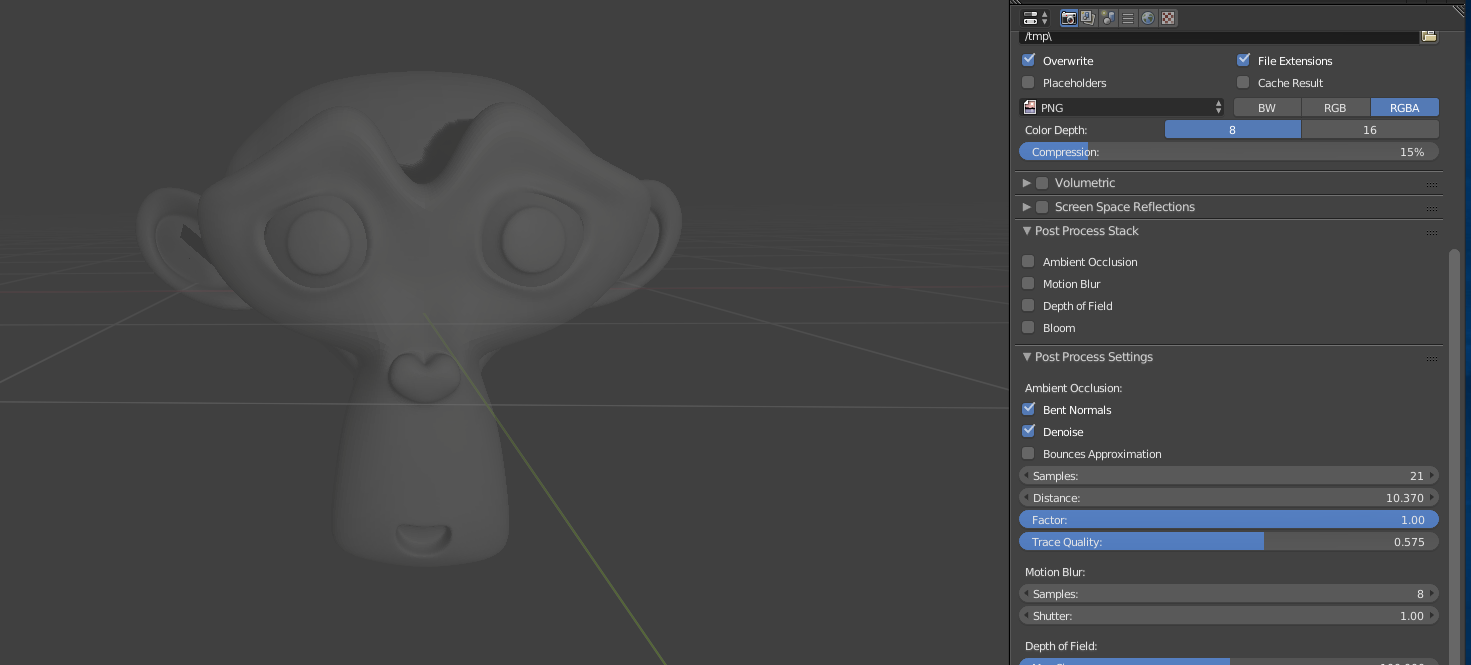 /tmp\
Overwrite File Extensions
Placeholders Cache Result
PNG BW RGB RGBA
Color Depth: 8 16
Compression: 15%
Volumetric
Screen Space Reflections
Post Process Stack
Ambient Occlusion
Motion Blur
Depth of Field
Bloom
Post Process Settings
Ambient Occlusion:
Bent Normals
Denoise
Bounces Approximation
Samples: 21
Distance: 10.370
Factor: 1.00
Trace Quality: 0.575
Motion Blur:
Samples: 8
Shutter: 1.00
Depth of Field: